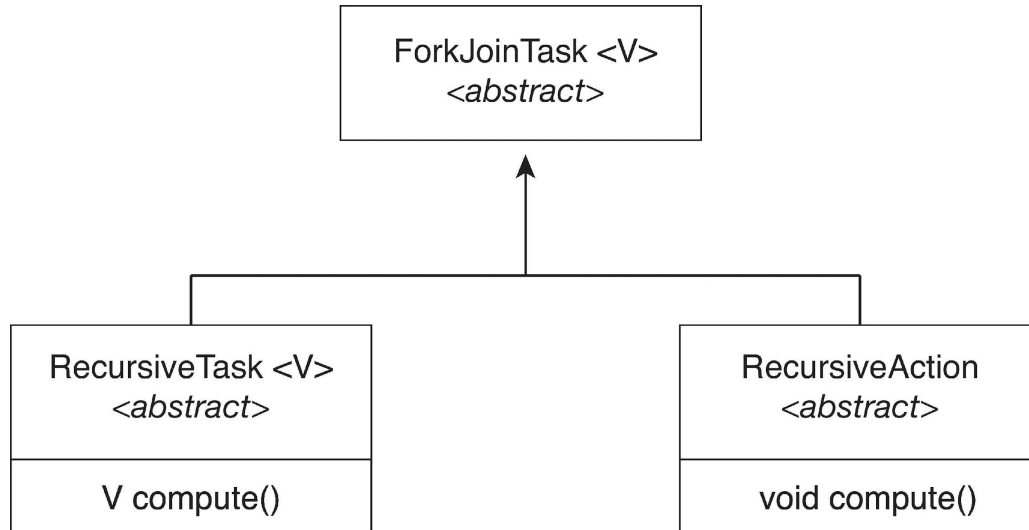 ForkJoinTask <V>
<abstract>
RecursiveTask <V>
<abstract>
V compute()
RecursiveAction
<abstract>
void compute()